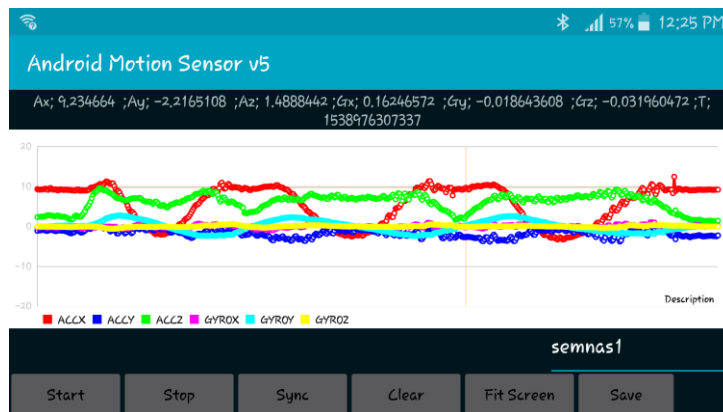 57% 12:25 PM
Android Motion Sensor v5
Ax; 9.234664 ;Ay; -2.2165108 ;Az; 1.4888442 ;Gx; 0.16246572 ;Gy; -0.018643608 ;Gz; -0.031960472 ;T;
1538976307337
20
10
0
-10
-20
Description
ACCX ACCY ACCZ GYROX GYROY GYROZ
semnas1
Start Stop Sync Clear Fit Screen Save